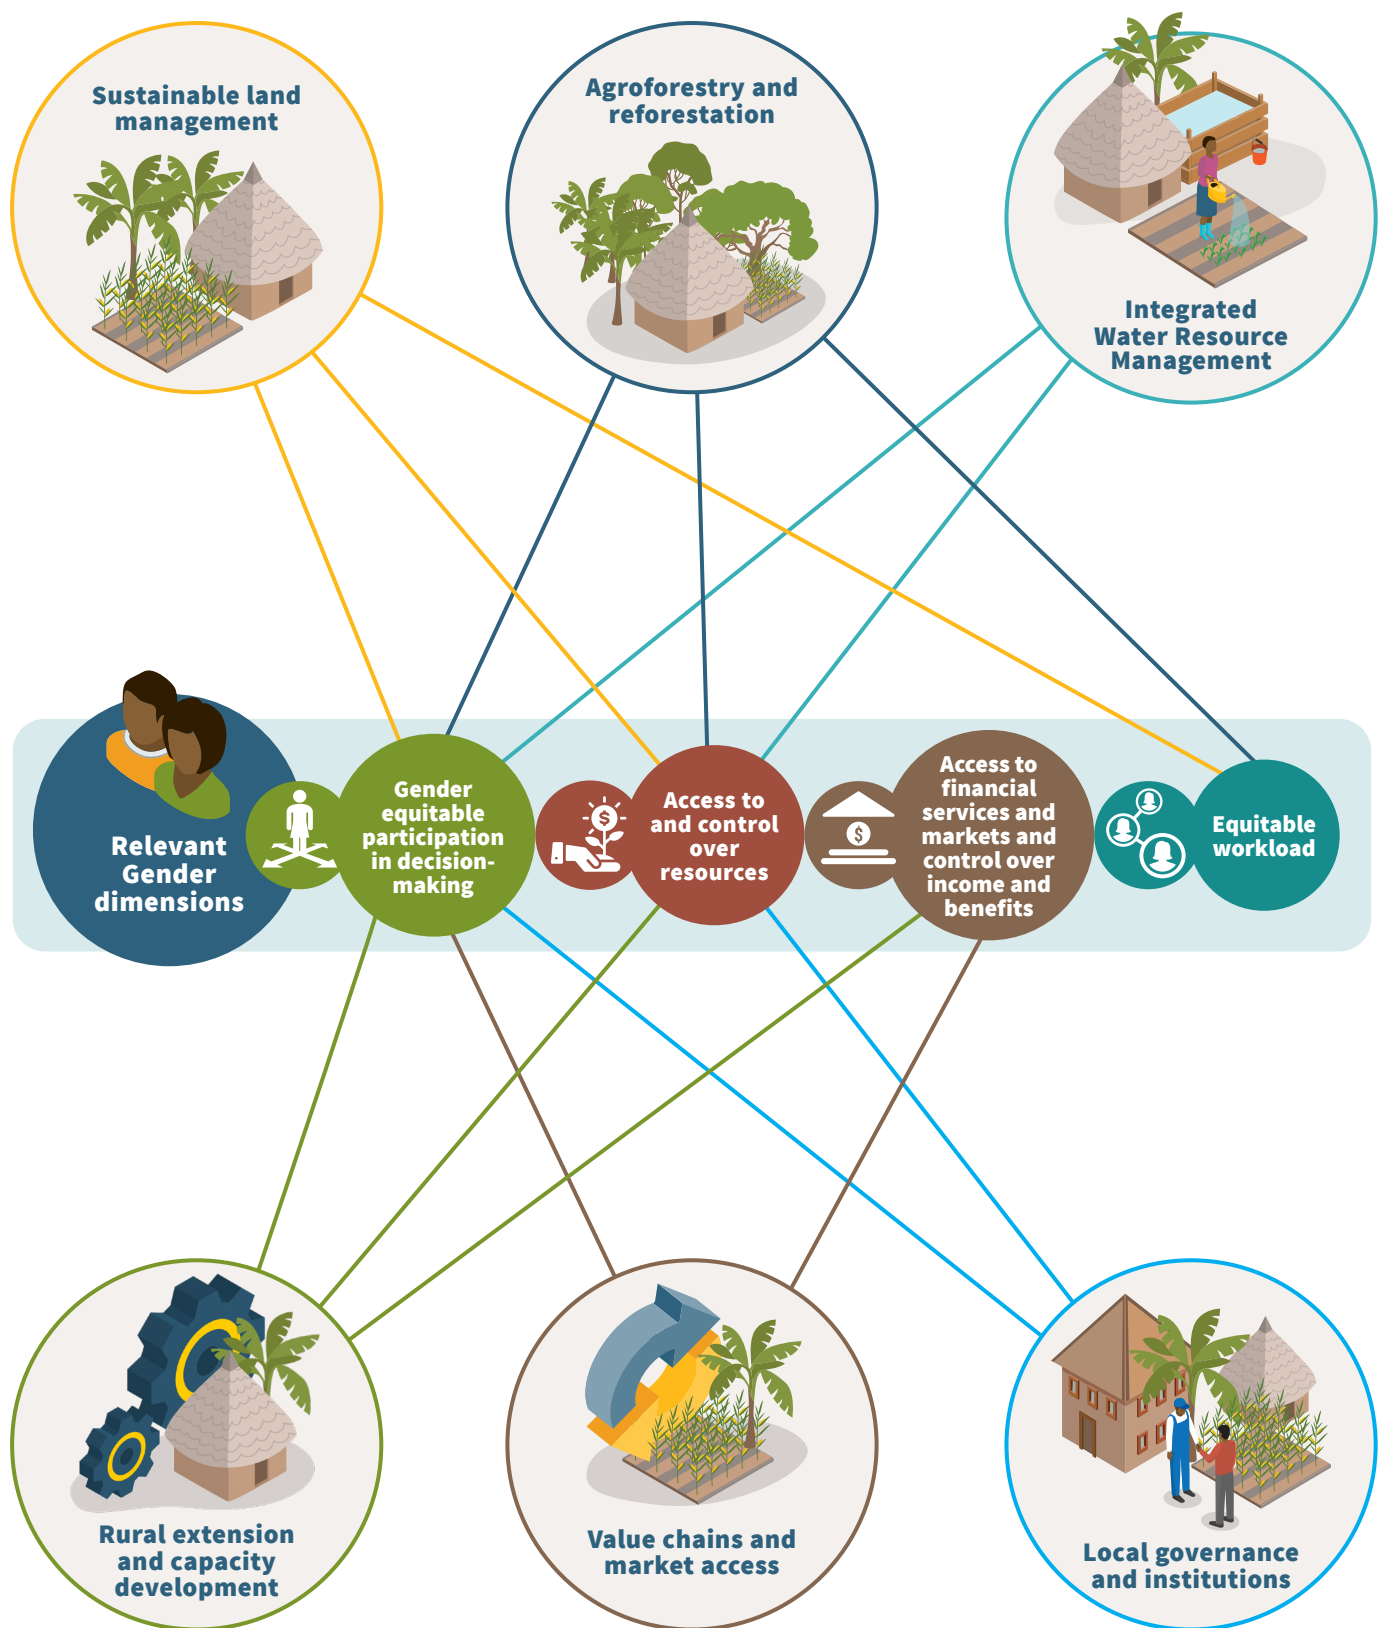 Sustainable land
management
Agroforestry and
reforestation
Integrated
Water Resource
Management
Relevant
Gender
dimensions
Gender
equitable
participation
in decision-
making
$
Access to
and control
over
resources
$
Access to
financial
services and
markets and
control over
income and
benefits
Equitable
workload
Rural extension
and capacity
development
Value chains and
market access
Local governance
and institutions